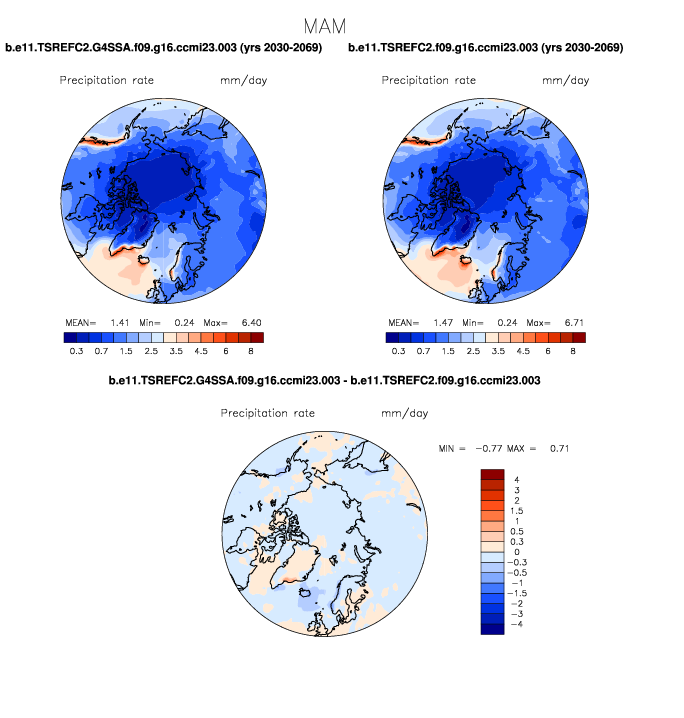 MAM
b.e11.TSREFC2.G4SSA.f09.g16.ccmi23.003 (yrs 2030-2069) b.e11.TSREFC2.f09.g16.ccmi23.003 (yrs 2030-2069)
Precipitation rate mm/day Precipitation rate mm/day
MEAN= 1.41 Min= 0.24 Max= 6.40 MEAN= 1.47 Min= 0.24 Max= 6.71
0.3 0.7 1.5 2.5 3.5 4.5 6 8 0.3 0.7 1.5 2.5 3.5 4.5 6 8
b.e11.TSREFC2.G4SSA.f09.g16.ccmi23.003 - b.e11.TSREFC2.f09.g16.ccmi23.003
Precipitation rate mm/day
MIN = -0.77 MAX = 0.71
4
3
2
1.5
1
0.5
0.3
0
-0.3
-0.5
-1
-1.5
-2
-3
-4